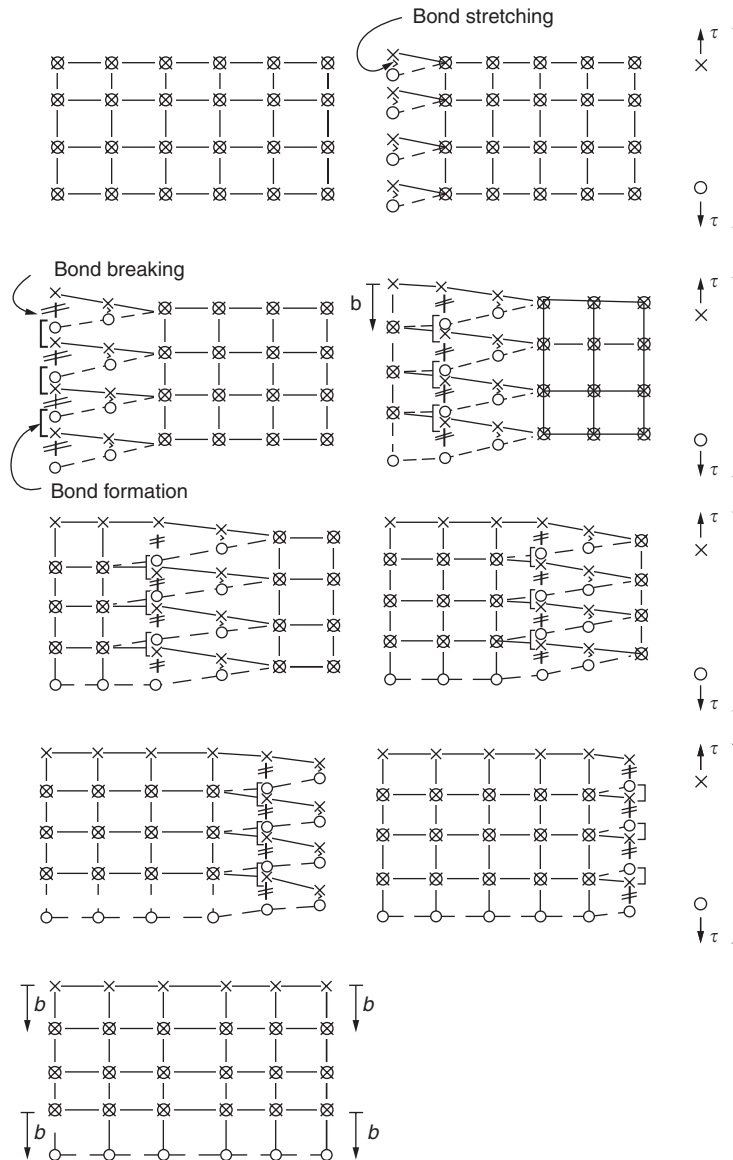 Bond stretching
τ
τ
Bond breaking
b
τ
τ
Bond formation
τ
τ
τ
τ
b
b
b
b